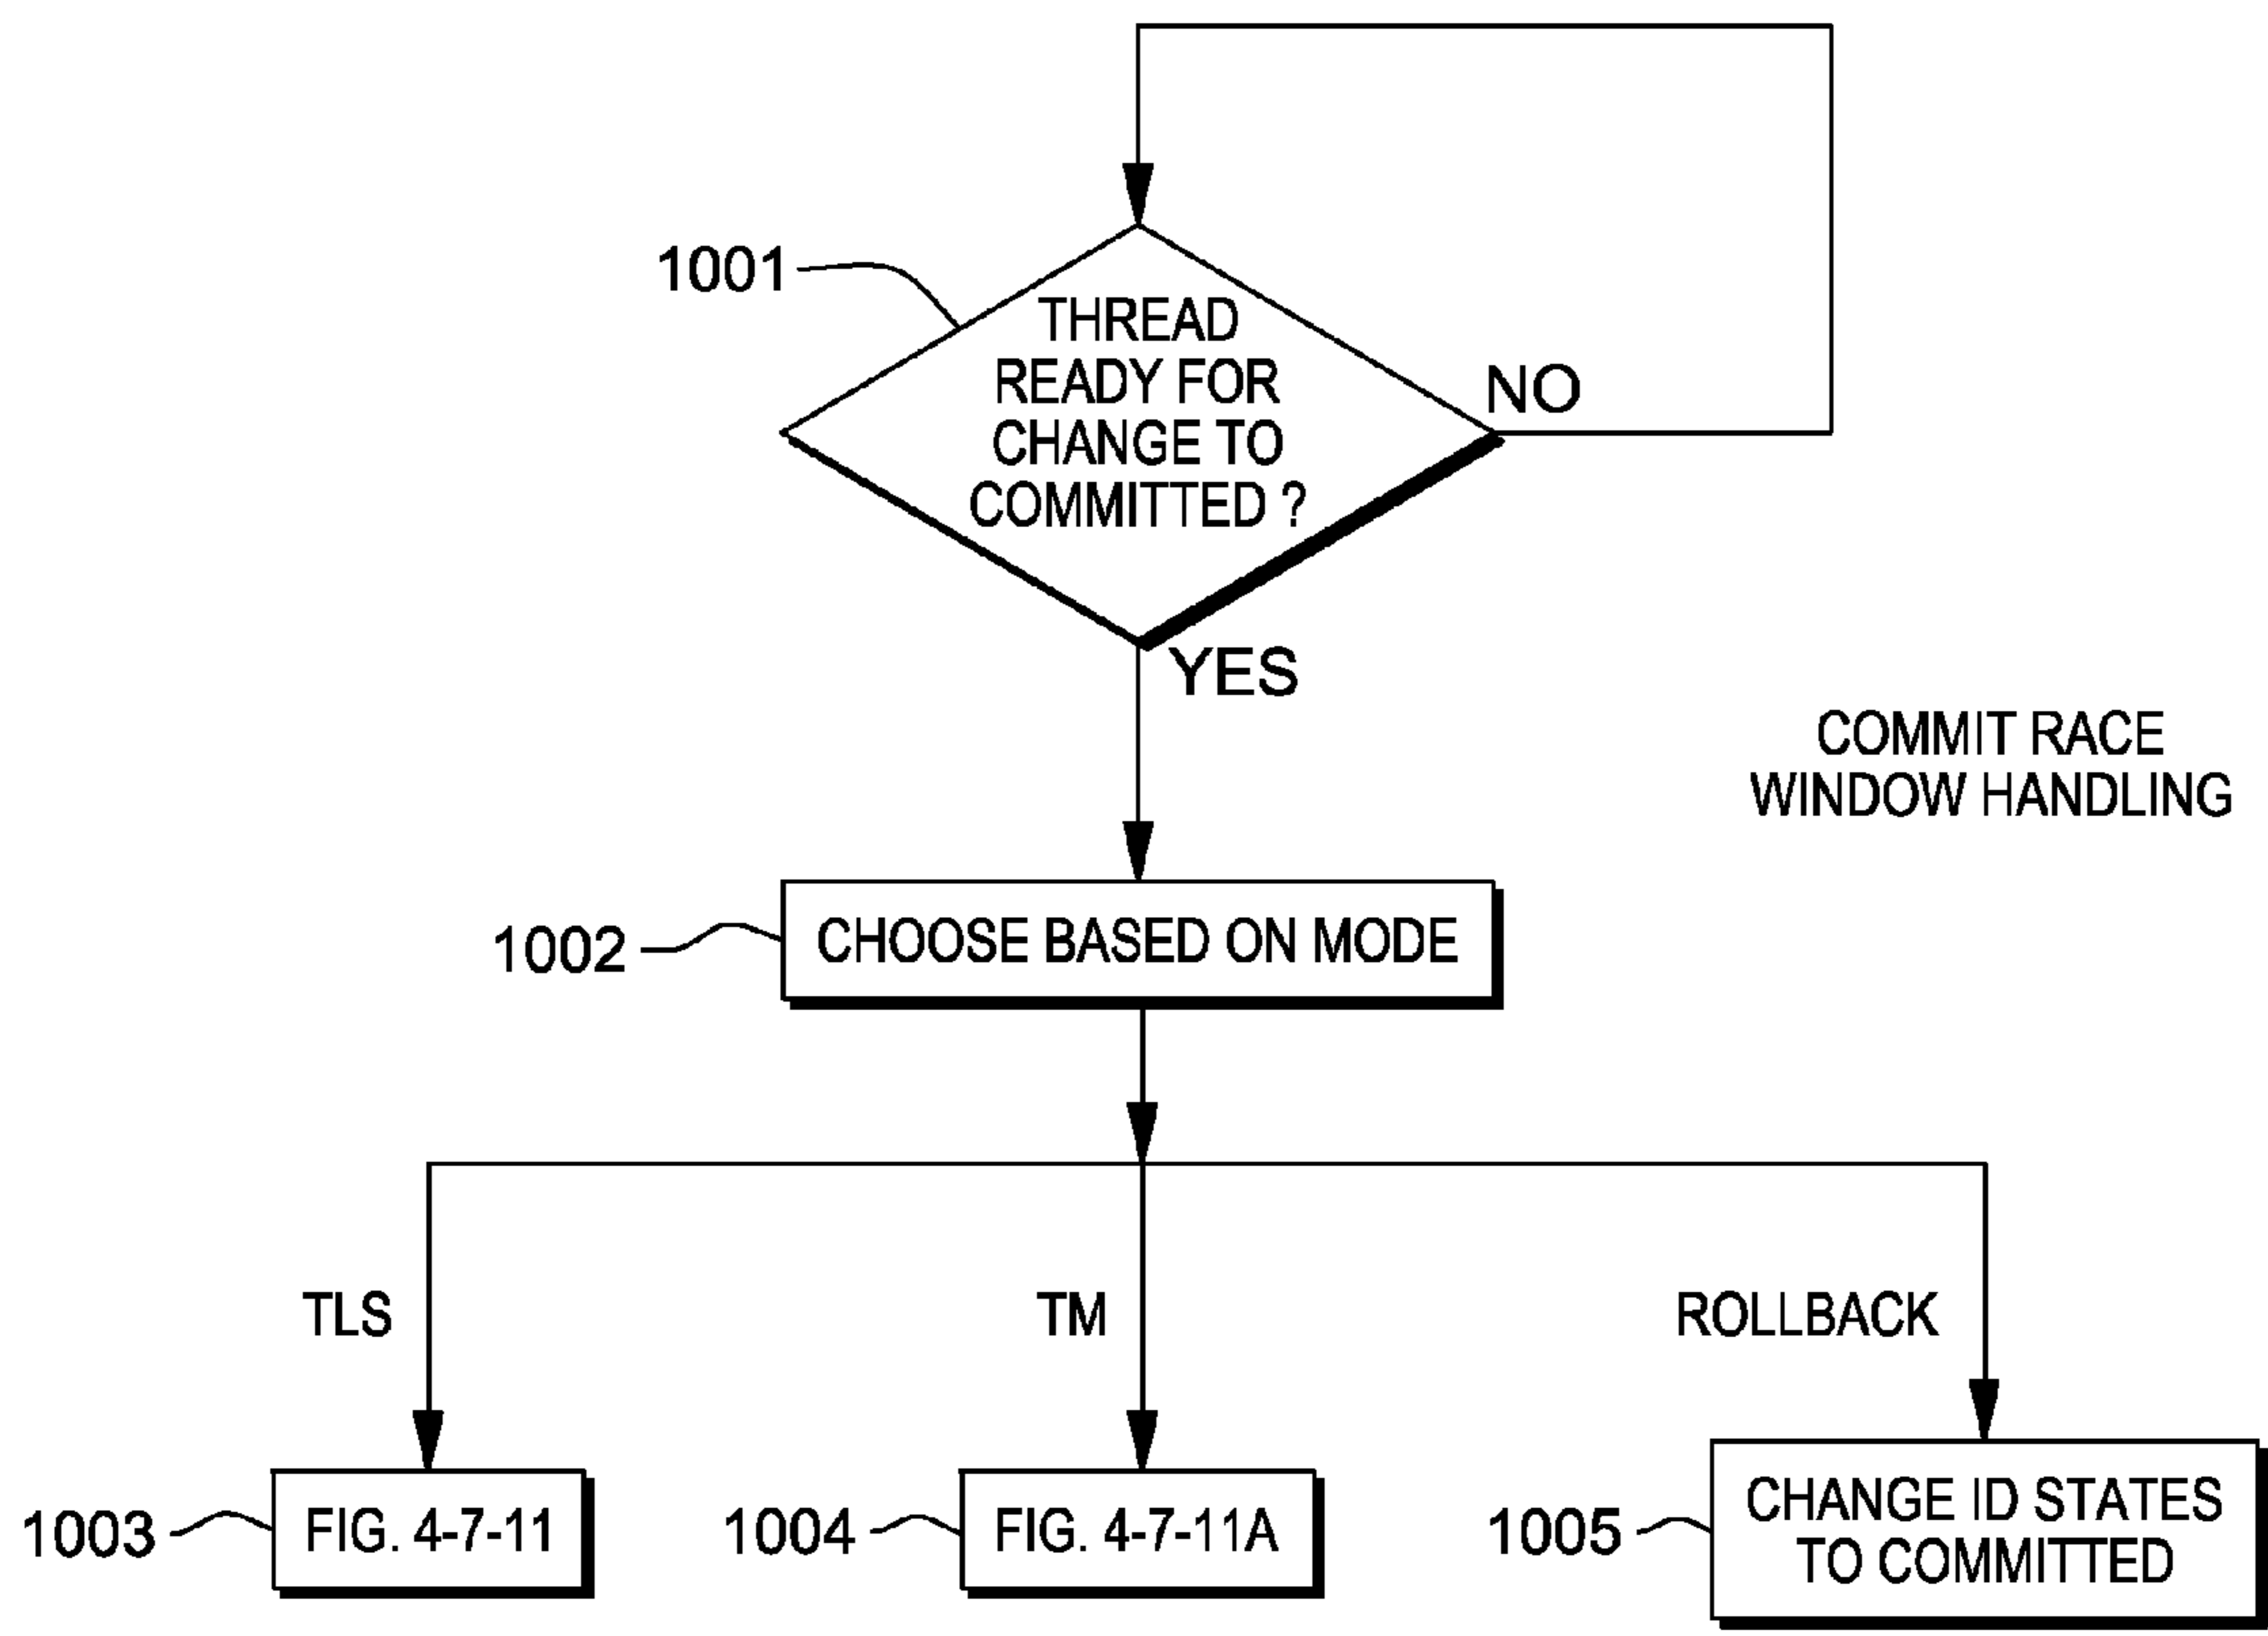 1001
THREAD
READY FOR
CHANGE TO
COMMITTED ?
NO
YES
COMMIT RACE
WINDOW HANDLING
1002
CHOOSE BASED ON MODE
TLS
TM
ROLLBACK
1003
FIG. 4-7-11
1004
FIG. 4-7-11A
1005
CHANGE ID STATES
TO COMMITTED